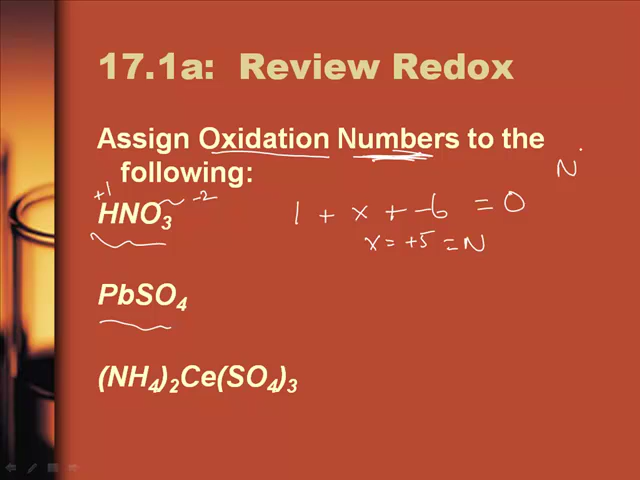 17.1a: Review Redox
Assign Oxidation Numbers to the
following:
N
+1 -2
HNO3 1 + x + -6 = 0
x = +5 = N
PbSO4
(NH4)2Ce(SO4)3